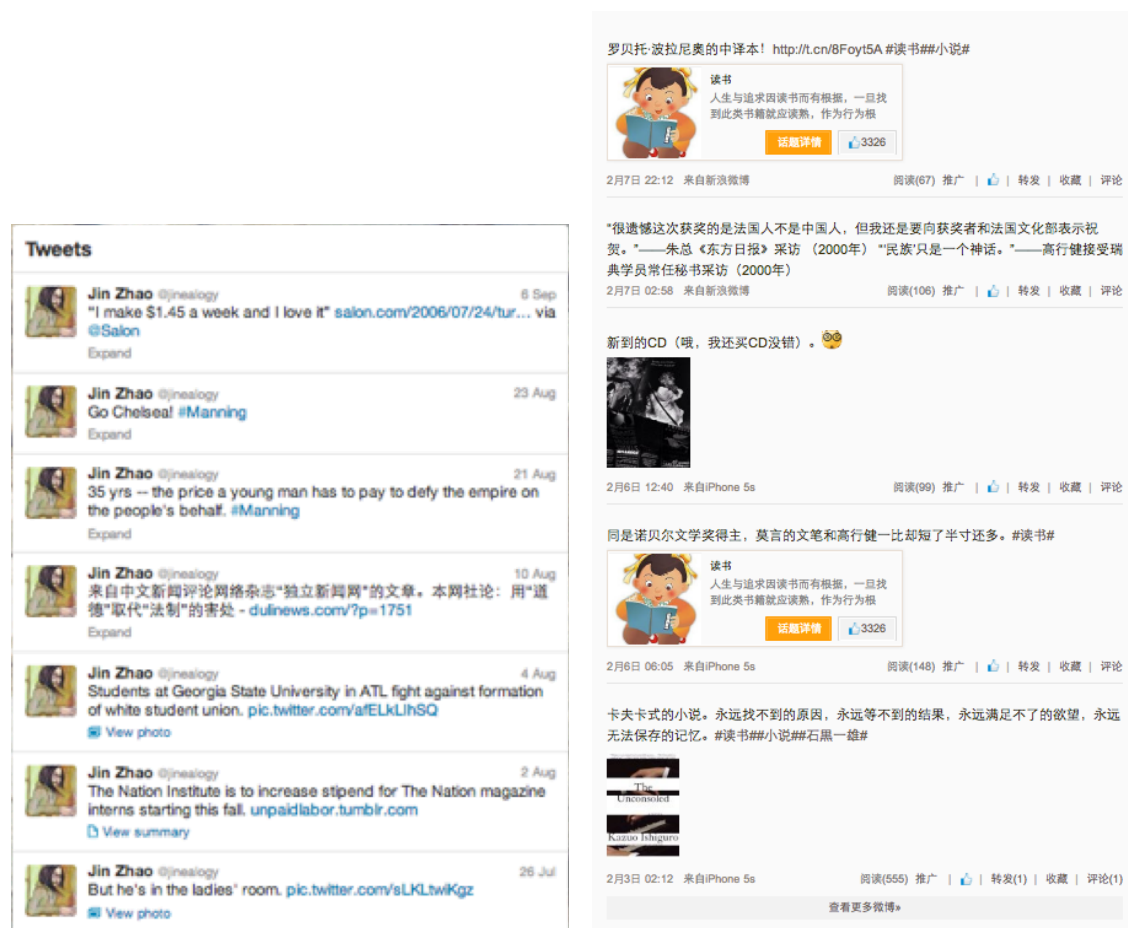 Tweets
Jin Zhao @jinealogy 6 Sep
"I make $1.45 a week and I love it" salon.com/2006/07/24/tur... via
@Salon
Expand
Jin Zhao @jinealogy 23 Aug
Go Chelsea! #Manning
Expand
Jin Zhao @jinealogy 21 Aug
35 yrs -- the price a young man has to pay to defy the empire on
the people's behalf. #Manning
Expand
Jin Zhao @jinealogy 10 Aug
来自中文新闻评论网络杂志"独立新闻网"的文章。本网社论：用"道
德"取代"法制"的害处 - dulinews.com/?p=1751
Expand
Jin Zhao @jinealogy 4 Aug
Students at Georgia State University in ATL fight against formation
of white student union. pic.twitter.com/afELkLIhSQ
View photo
Jin Zhao @jinealogy 2 Aug
The Nation Institute is to increase stipend for The Nation magazine
interns starting this fall. unpaidlabor.tumblr.com
View summary
Jin Zhao @jinealogy 26 Jul
But he's in the ladies' room. pic.twitter.com/sLKLtwiKgz
View photo
罗贝托·波拉尼奥的中译本！http://t.cn/8Foyt5A #读书##小说#
读书
人生与追求因读书而有根据，一旦找
到此类书籍就应读熟，作为行为根
话题详情 3326
2月7日 22:12 来自新浪微博 阅读(67) 推广 | | 转发 | 收藏 | 评论
"很遗憾这次获奖的是法国人不是中国人，但我还是要向获奖者和法国文化部表示祝
贺。"——朱总《东方日报》采访 （2000年） "'民族'只是一个神话。"——高行健接受瑞
典学员常任秘书采访（2000年）
2月7日 02:58 来自新浪微博 阅读(106) 推广 | | 转发 | 收藏 | 评论
新到的CD（哦，我还买CD没错）。
2月6日 12:40 来自iPhone 5s 阅读(99) 推广 | | 转发 | 收藏 | 评论
同是诺贝尔文学奖得主，莫言的文笔和高行健一比却短了半寸还多。#读书#
读书
人生与追求因读书而有根据，一旦找
到此类书籍就应读熟，作为行为根
话题详情 3326
2月6日 06:05 来自iPhone 5s 阅读(148) 推广 | | 转发 | 收藏 | 评论
卡夫卡式的小说。永远找不到的原因，永远等不到的结果，永远满足不了的欲望，永远
无法保存的记忆。#读书##小说##石黑一雄#
The
Unconsoled
Kazuo Ishiguro
2月3日 02:12 来自iPhone 5s 阅读(555) 推广 | | 转发(1) | 收藏 | 评论(1)
查看更多微博»